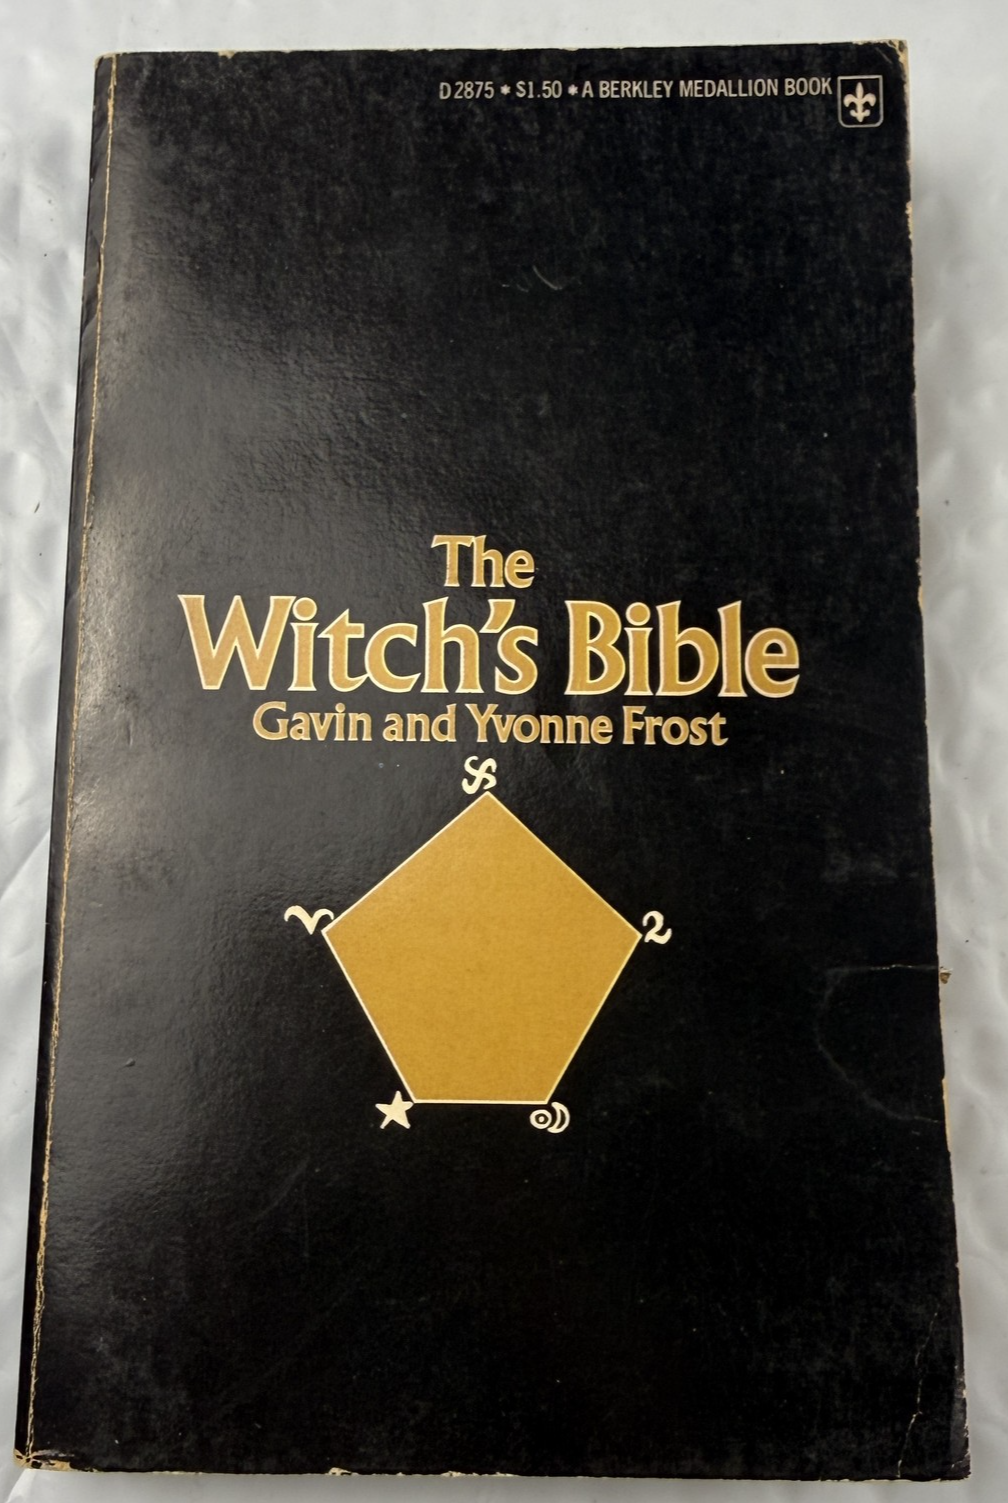 D2875 * $1.50 * A BERKLEY MEDALLION BOOK
The
Witch's Bible
Gavin and Yvonne Frost